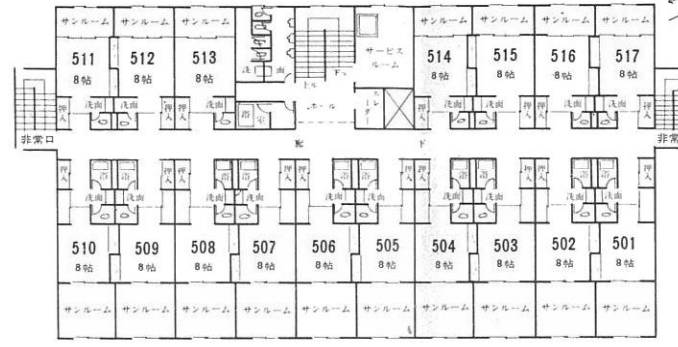 サンルーム サンルーム サンルーム サンルーム サンルーム サンルーム サンルーム
511 512 513 サービスルーム 514 515 516 517
8帖 8帖 8帖 8帖 8帖 8帖 8帖
洗面
上ル 下ル
押入 洗面 洗面 押入 押入 洗面 浴室 ホール エレベーター 押入 洗面 洗面 押入 押入 洗面 洗面 押入
非常口 非常
廊下
押入 浴 浴 押入 押入 浴 浴 押入 押入 浴 浴 押入 押入 浴 浴 押入 押入 浴 浴 押入
洗面 洗面 洗面 洗面 洗面 洗面 洗面 洗面 洗面 洗面
510 509 508 507 506 505 504 503 502 501
8帖 8帖 8帖 8帖 8帖 8帖 8帖 8帖 8帖 8帖
サンルーム サンルーム サンルーム サンルーム サンルーム サンルーム サンルーム サンルーム サンルーム サンルーム